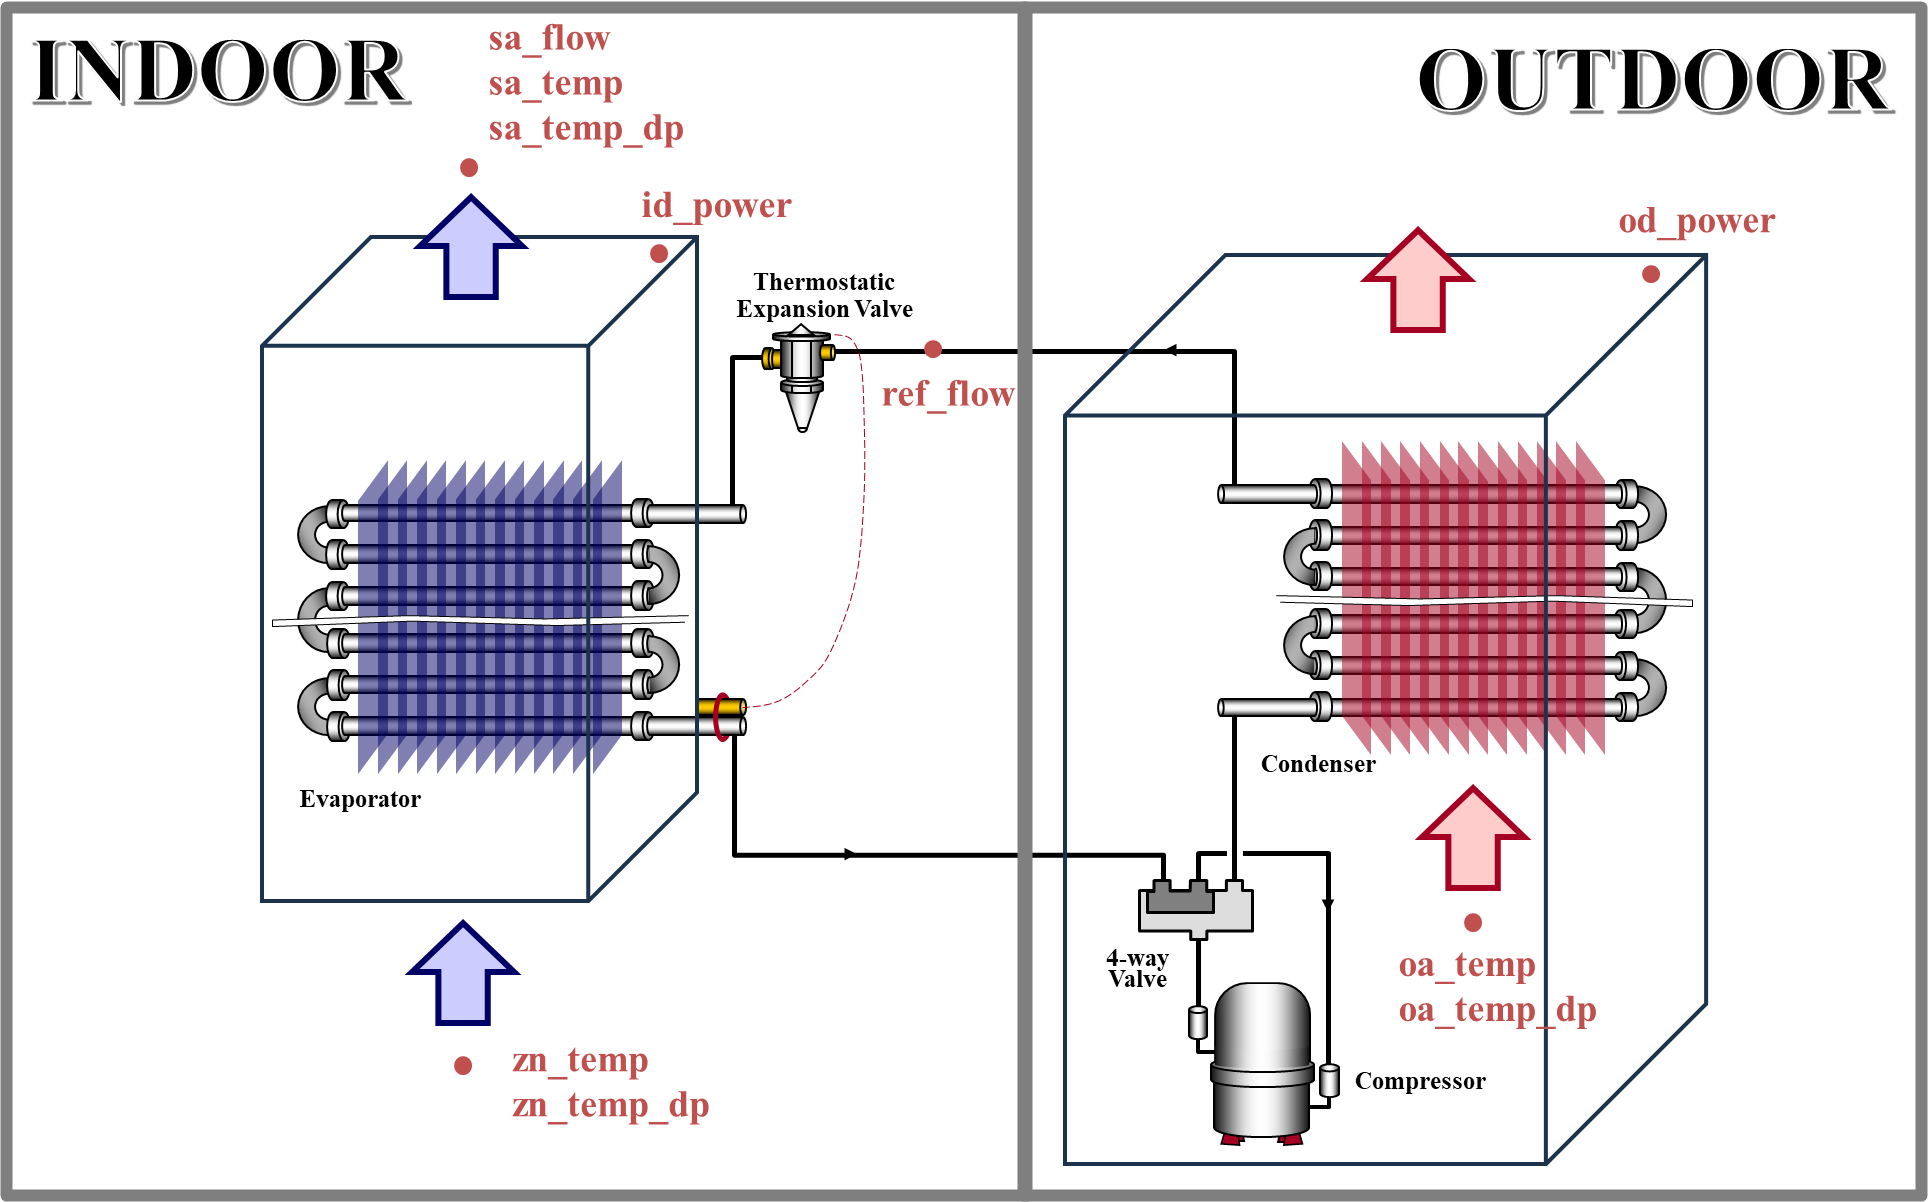 INDOOR
OUTDOOR
sa_flow
sa_temp
sa_temp_dp
id_power
od_power
Thermostatic
Expansion Valve
ref_flow
Evaporator
Condenser
4-way
Valve
oa_temp
oa_temp_dp
zn_temp
zn_temp_dp
Compressor